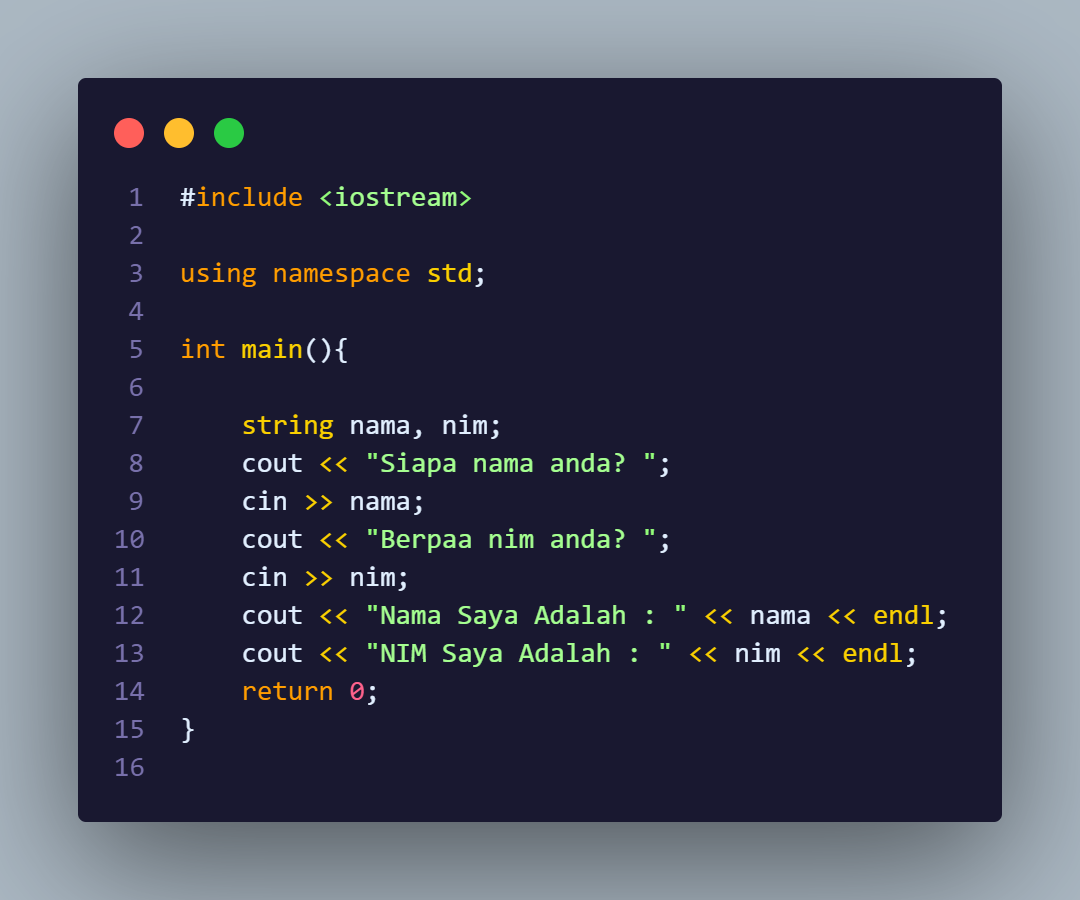 1 #include <iostream>
2
3 using namespace std;
4
5 int main(){
6
7     string nama, nim;
8     cout << "Siapa nama anda? ";
9     cin >> nama;
10     cout << "Berpaa nim anda? ";
11     cin >> nim;
12     cout << "Nama Saya Adalah : " << nama << endl;
13     cout << "NIM Saya Adalah : " << nim << endl;
14     return 0;
15 }
16